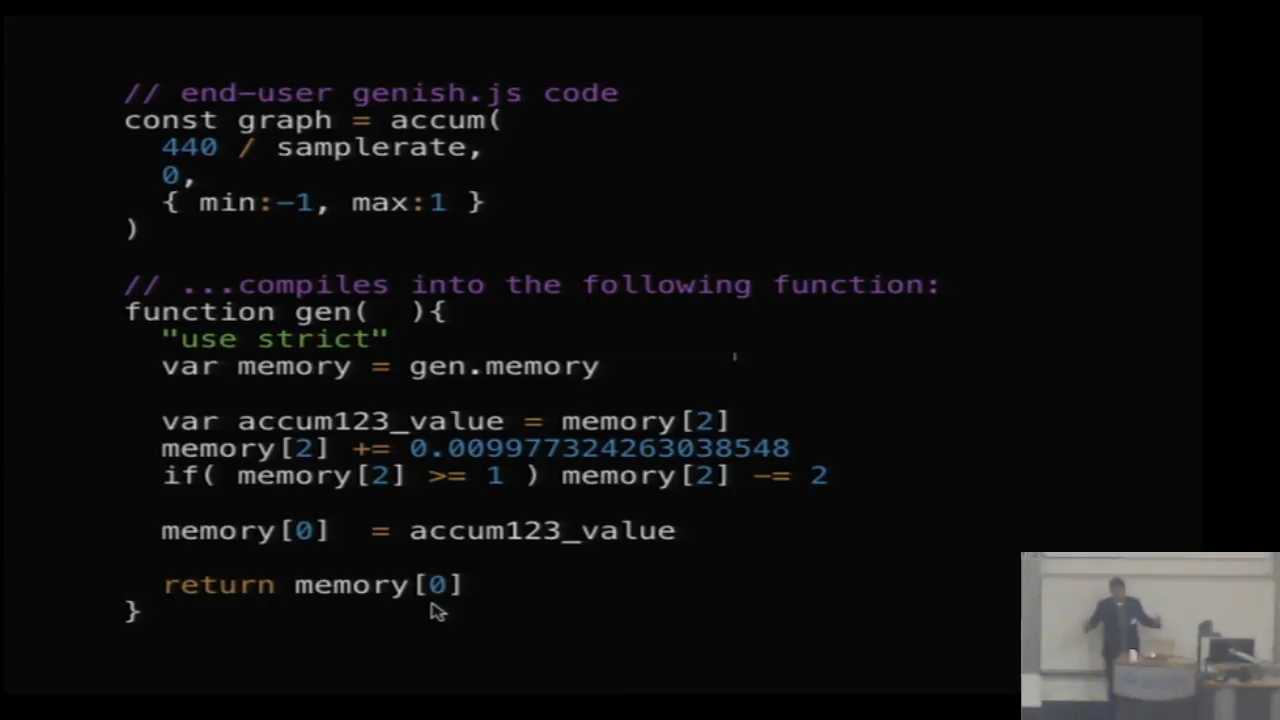 // end-user genish.js code
const graph = accum(
440 / samplerate,
0,
{ min:-1, max:1 }
)
// ...compiles into the following function:
function gen(  ){
"use strict"
var memory = gen.memory
var accum123_value = memory[2]
memory[2] += 0.009977324263038548
if( memory[2] >= 1 ) memory[2] -= 2
memory[0]  = accum123_value
return memory[0]
}